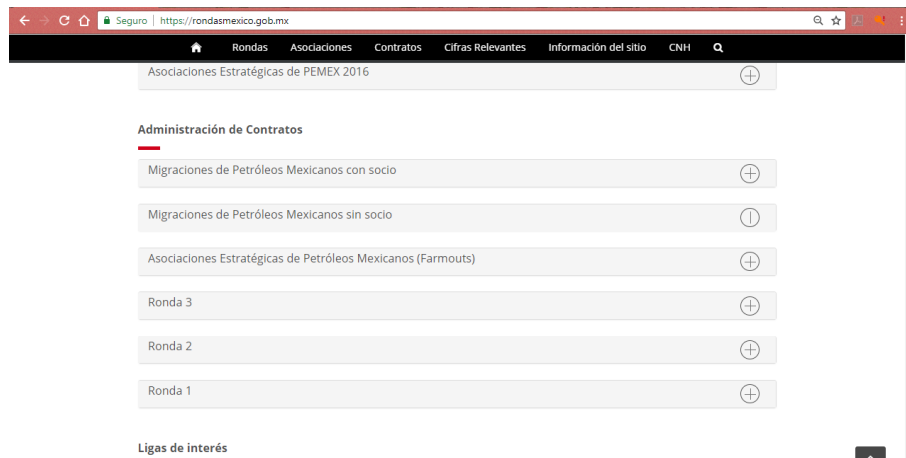 Seguro | https://rondasmexico.gob.mx
Rondas Asociaciones Contratos Cifras Relevantes Información del sitio CNH
Asociaciones Estratégicas de PEMEX 2016
Administración de Contratos
Migraciones de Petróleos Mexicanos con socio
Migraciones de Petróleos Mexicanos sin socio
Asociaciones Estratégicas de Petróleos Mexicanos (Farmouts)
Ronda 3
Ronda 2
Ronda 1
Ligas de interés